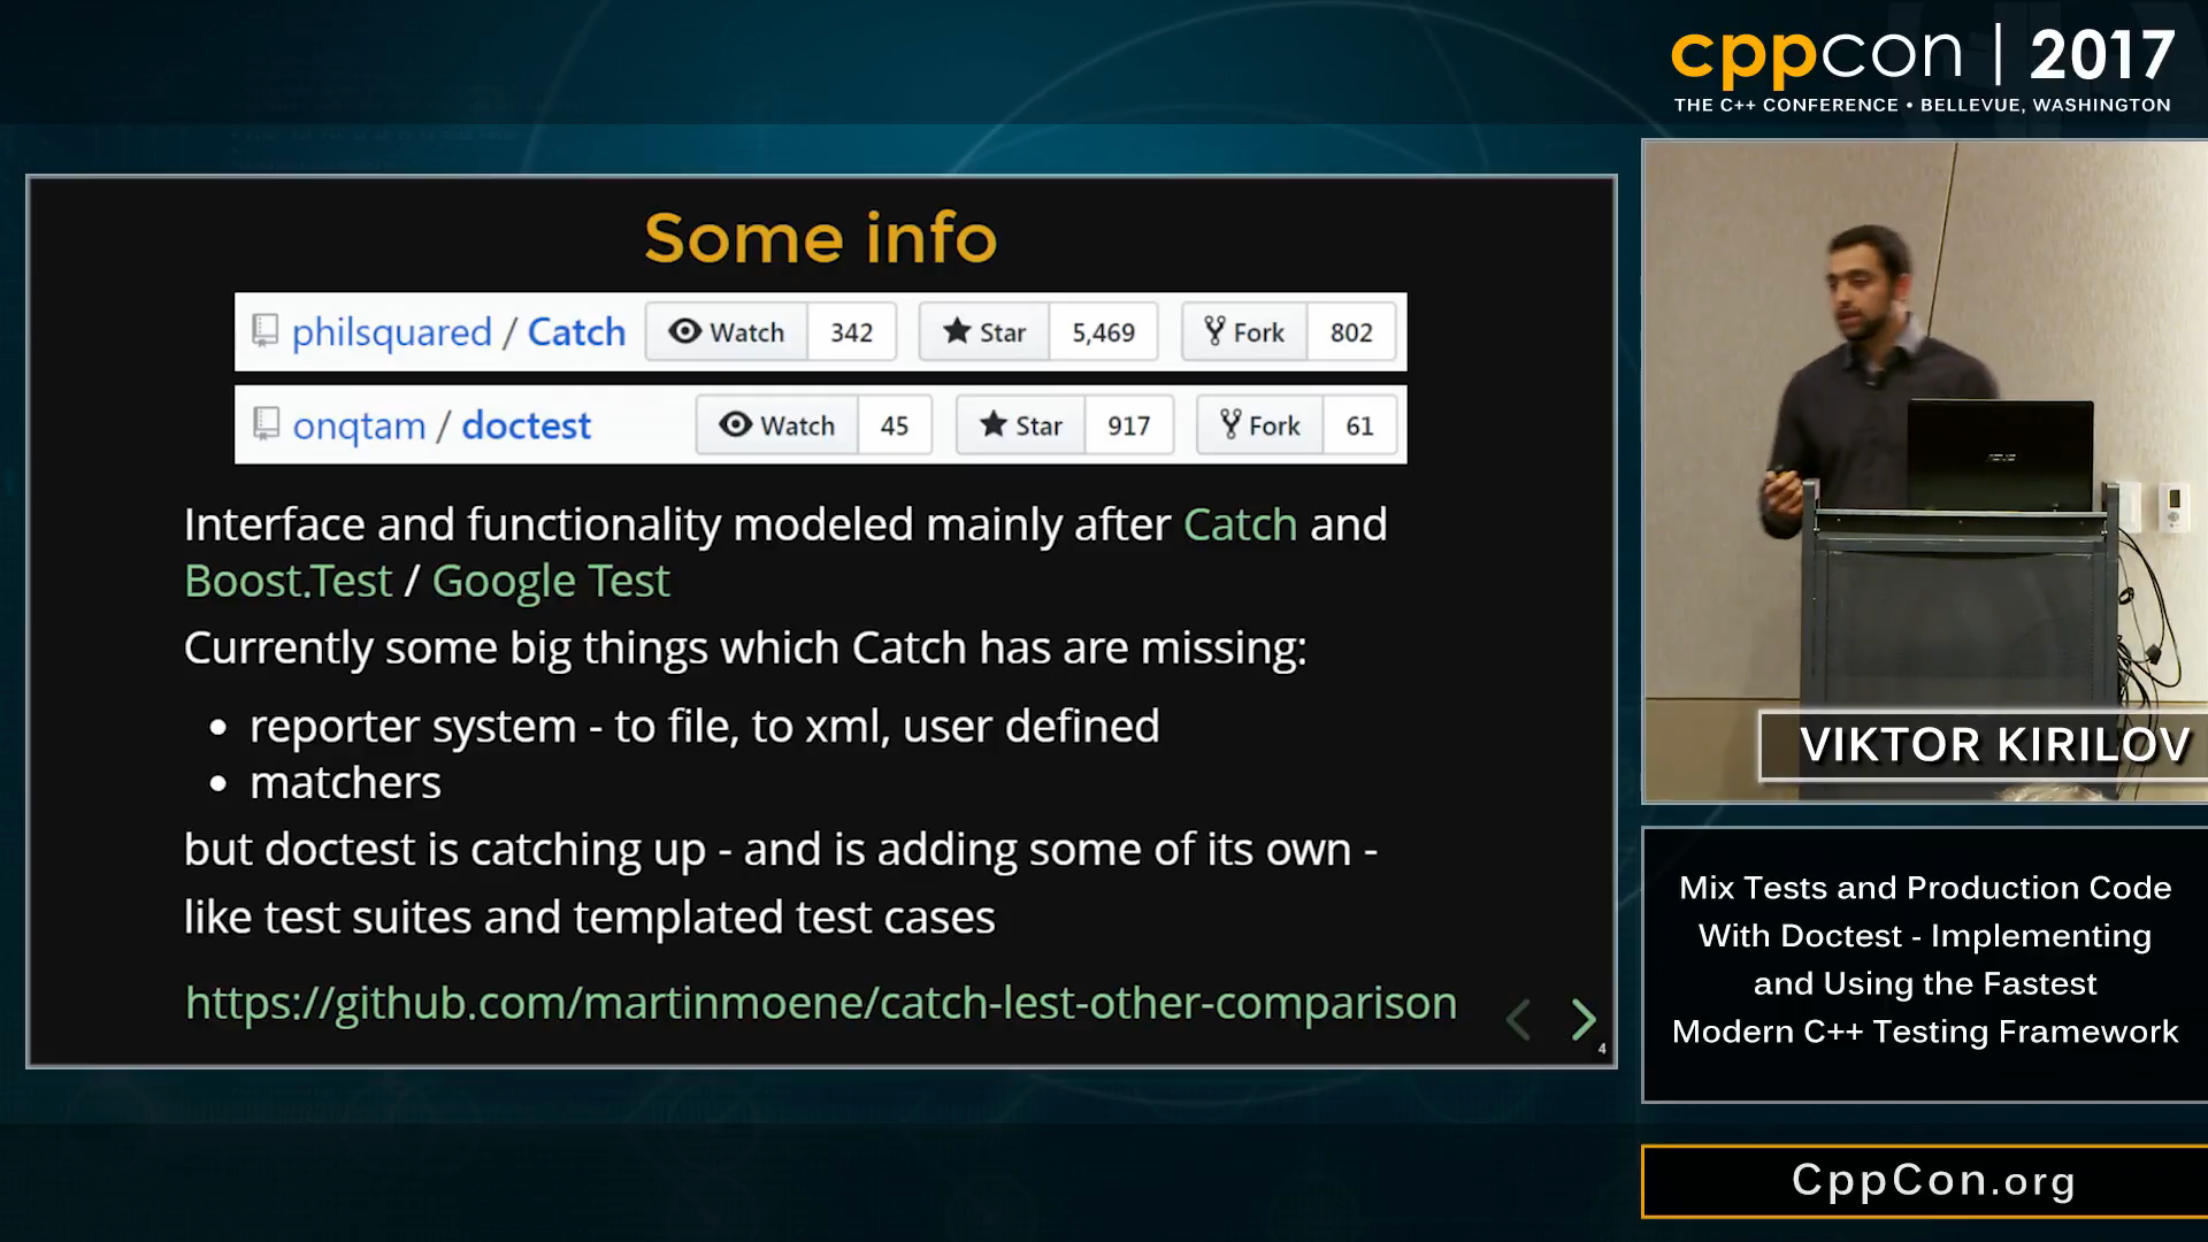 cppcon | 2017
THE C++ CONFERENCE • BELLEVUE, WASHINGTON
Some info
philsquared / Catch Watch 342 Star 5,469 Fork 802
onqtam / doctest Watch 45 Star 917 Fork 61
Interface and functionality modeled mainly after Catch and
Boost.Test / Google Test
Currently some big things which Catch has are missing:
• reporter system - to file, to xml, user defined
• matchers
but doctest is catching up - and is adding some of its own -
like test suites and templated test cases
https://github.com/martinmoene/catch-lest-other-comparison
4
ASUS
VIKTOR KIRILOV
Mix Tests and Production Code
With Doctest - Implementing
and Using the Fastest
Modern C++ Testing Framework
CppCon.org